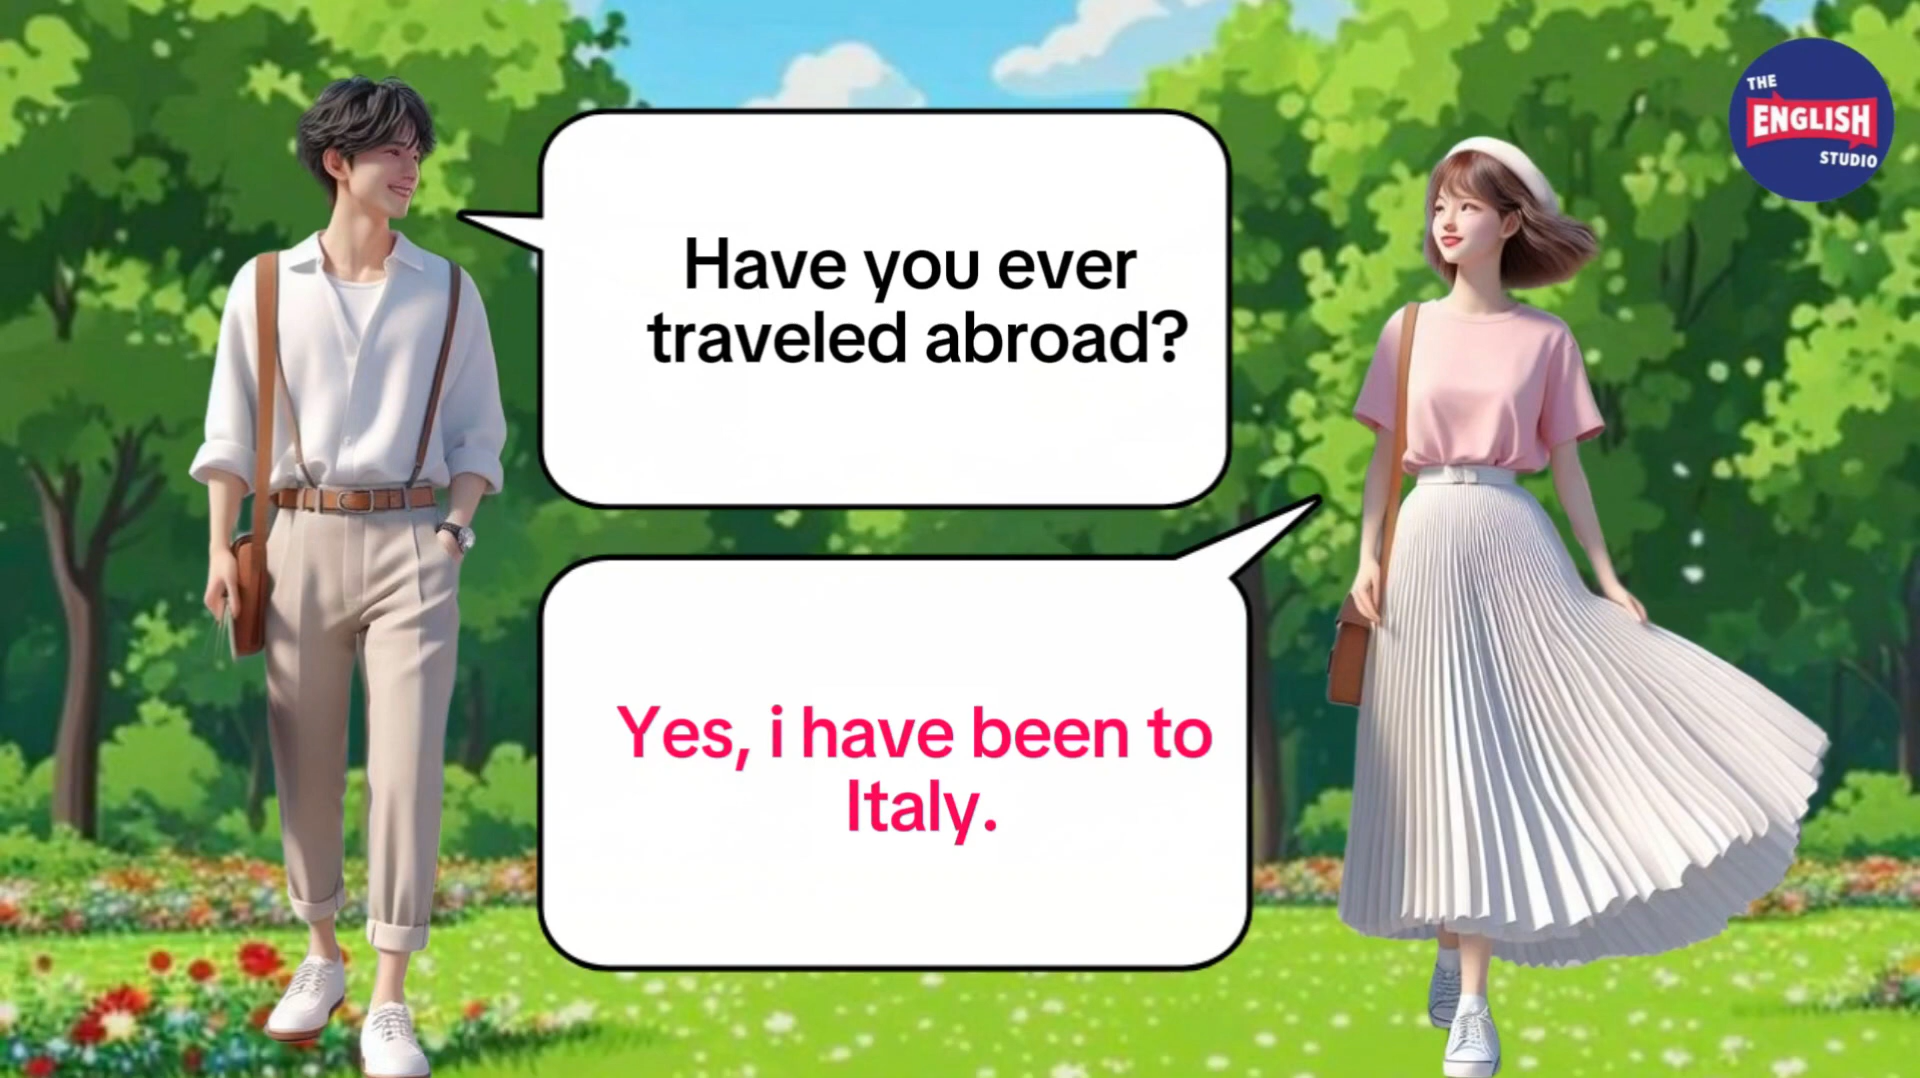 THE
ENGLISH
STUDIO
Have you ever
traveled abroad?
Yes, i have been to
Italy.